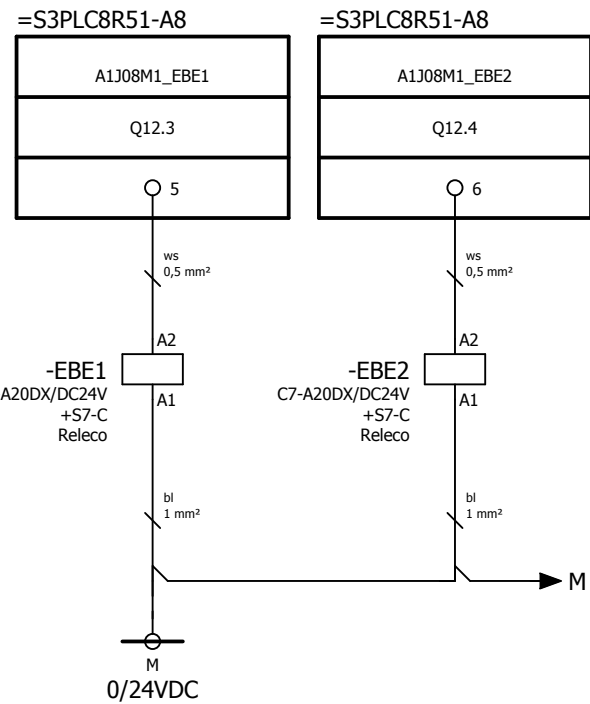 =S3PLC8R51-A8
A1J08M1_EBE1
Q12.3
5
ws
0,5 mm²
A2
-EBE1
A20DX/DC24V
+S7-C
Releco
A1
bl
1 mm²
M
0/24VDC
=S3PLC8R51-A8
A1J08M1_EBE2
Q12.4
6
ws
0,5 mm²
A2
-EBE2
C7-A20DX/DC24V
+S7-C
Releco
A1
bl
1 mm²
M